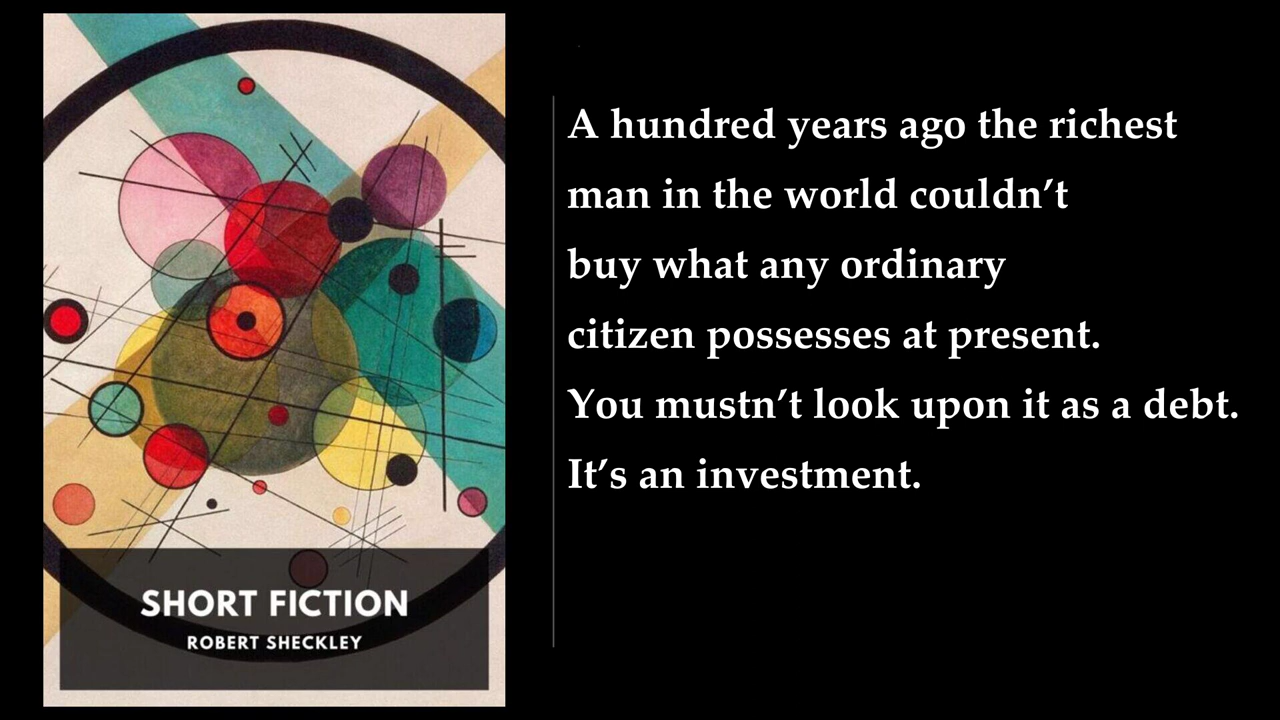 SHORT FICTION
ROBERT SHECKLEY
A hundred years ago the richest
man in the world couldn’t
buy what any ordinary
citizen possesses at present.
You mustn’t look upon it as a debt.
It’s an investment.